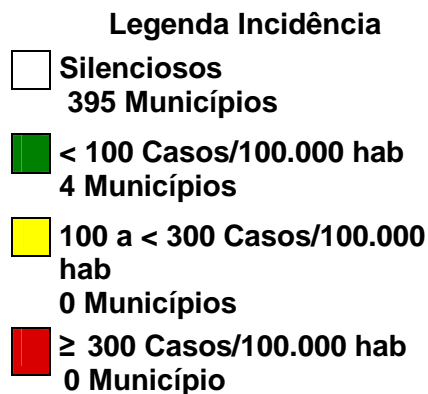 Legenda Incidência
Silenciosos
395 Municípios
< 100 Casos/100.000 hab
4 Municípios
100 a < 300 Casos/100.000
hab
0 Municípios
≥ 300 Casos/100.000 hab
0 Município